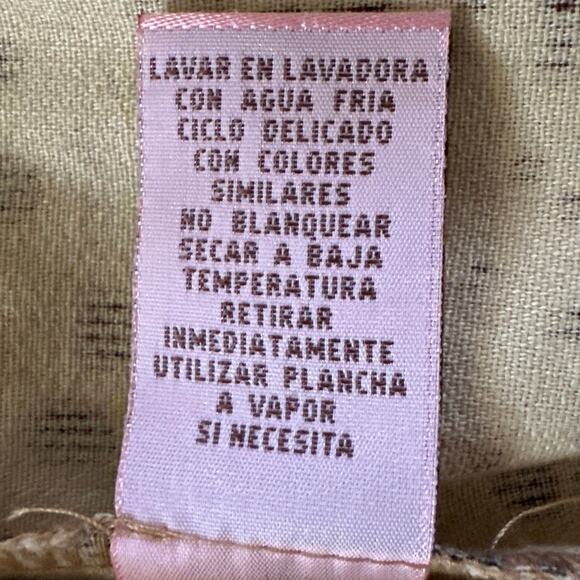 LAVAR EN LAVADORA
CON AGUA FRIA
CICLO DELICADO
CON COLORES
SIMILARES
NO BLANQUEAR
SECAR A BAJA
TEMPERATURA
RETIRAR
INMEDIATAMENTE
UTILIZAR PLANCHA
A VAPOR
SI NECESITA